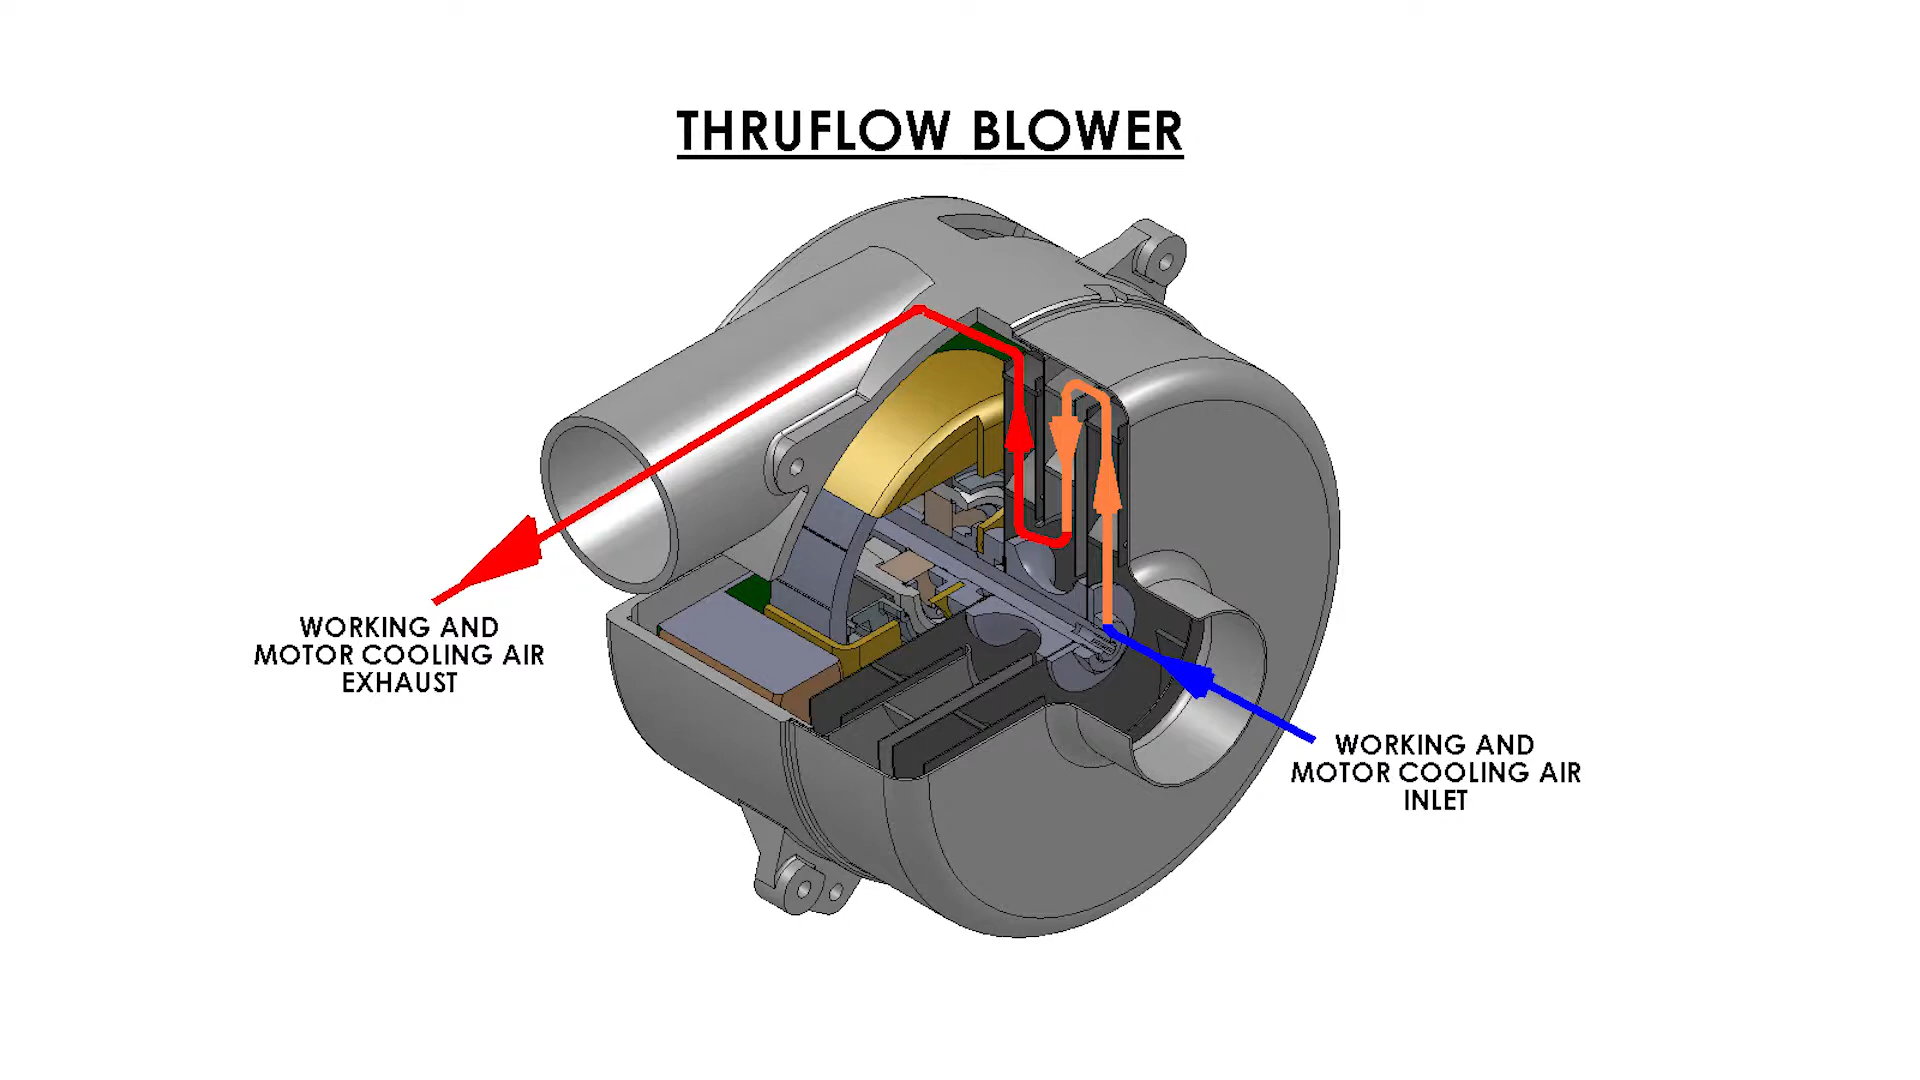 THRUFLOW BLOWER
WORKING AND
MOTOR COOLING AIR
EXHAUST
WORKING AND
MOTOR COOLING AIR
INLET